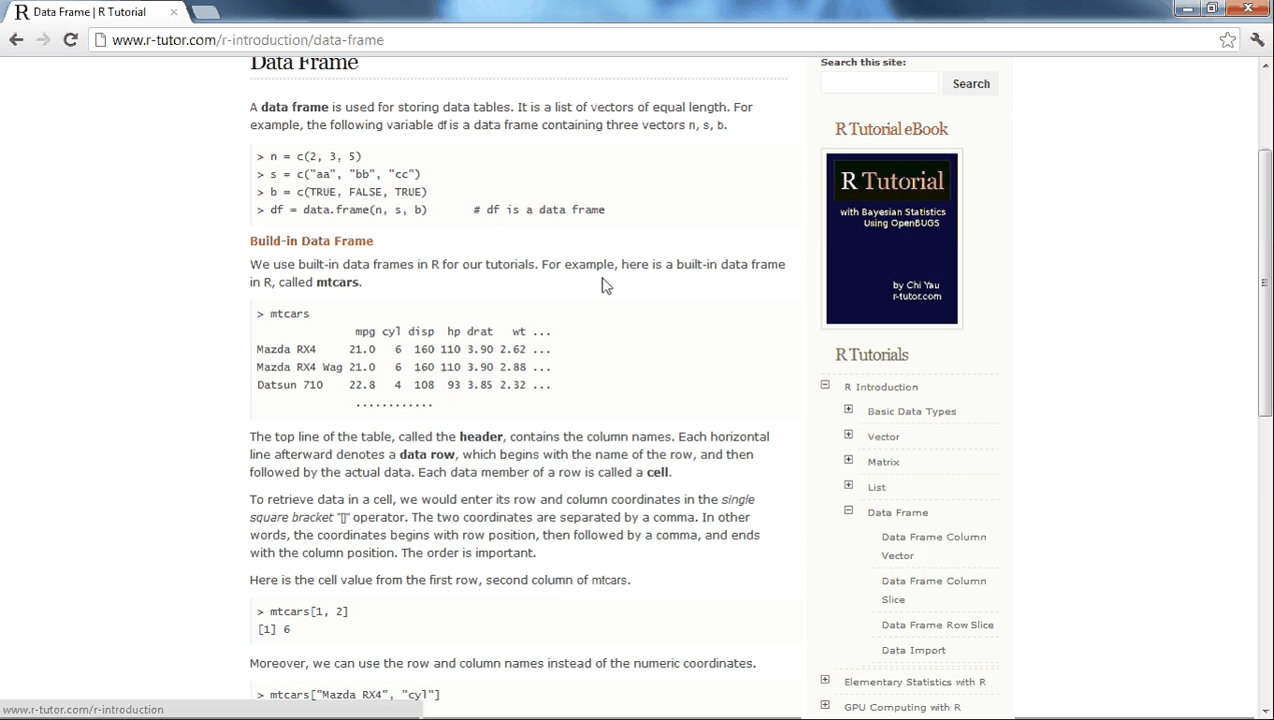 Data Frame | R Tutorial
www.r-tutor.com/r-introduction/data-frame
Data Frame
A data frame is used for storing data tables. It is a list of vectors of equal length. For
example, the following variable df is a data frame containing three vectors n, s, b.
> n = c(2, 3, 5)
> s = c("aa", "bb", "cc")
> b = c(TRUE, FALSE, TRUE)
> df = data.frame(n, s, b)       # df is a data frame
Build-in Data Frame
We use built-in data frames in R for our tutorials. For example, here is a built-in data frame
in R, called mtcars.
> mtcars
mpg cyl disp hp drat wt ...
Mazda RX4 21.0 6 160 110 3.90 2.62 ...
Mazda RX4 Wag 21.0 6 160 110 3.90 2.88 ...
Datsun 710 22.8 4 108 93 3.85 2.32 ...
............
The top line of the table, called the header, contains the column names. Each horizontal
line afterward denotes a data row, which begins with the name of the row, and then
followed by the actual data. Each data member of a row is called a cell.
To retrieve data in a cell, we would enter its row and column coordinates in the single
square bracket "[]" operator. The two coordinates are separated by a comma. In other
words, the coordinates begins with row position, then followed by a comma, and ends
with the column position. The order is important.
Here is the cell value from the first row, second column of mtcars.
> mtcars[1, 2]
[1] 6
Moreover, we can use the row and column names instead of the numeric coordinates.
> mtcars["Mazda RX4", "cyl"]
Search this site:
Search
R Tutorial eBook
R Tutorial
with Bayesian Statistics
Using OpenBUGS
by Chi Yau
r-tutor.com
R Tutorials
R Introduction
Basic Data Types
Vector
Matrix
List
Data Frame
Data Frame Column
Vector
Data Frame Column
Slice
Data Frame Row Slice
Data Import
Elementary Statistics with R
GPU Computing with R
www.r-tutor.com/r-introduction